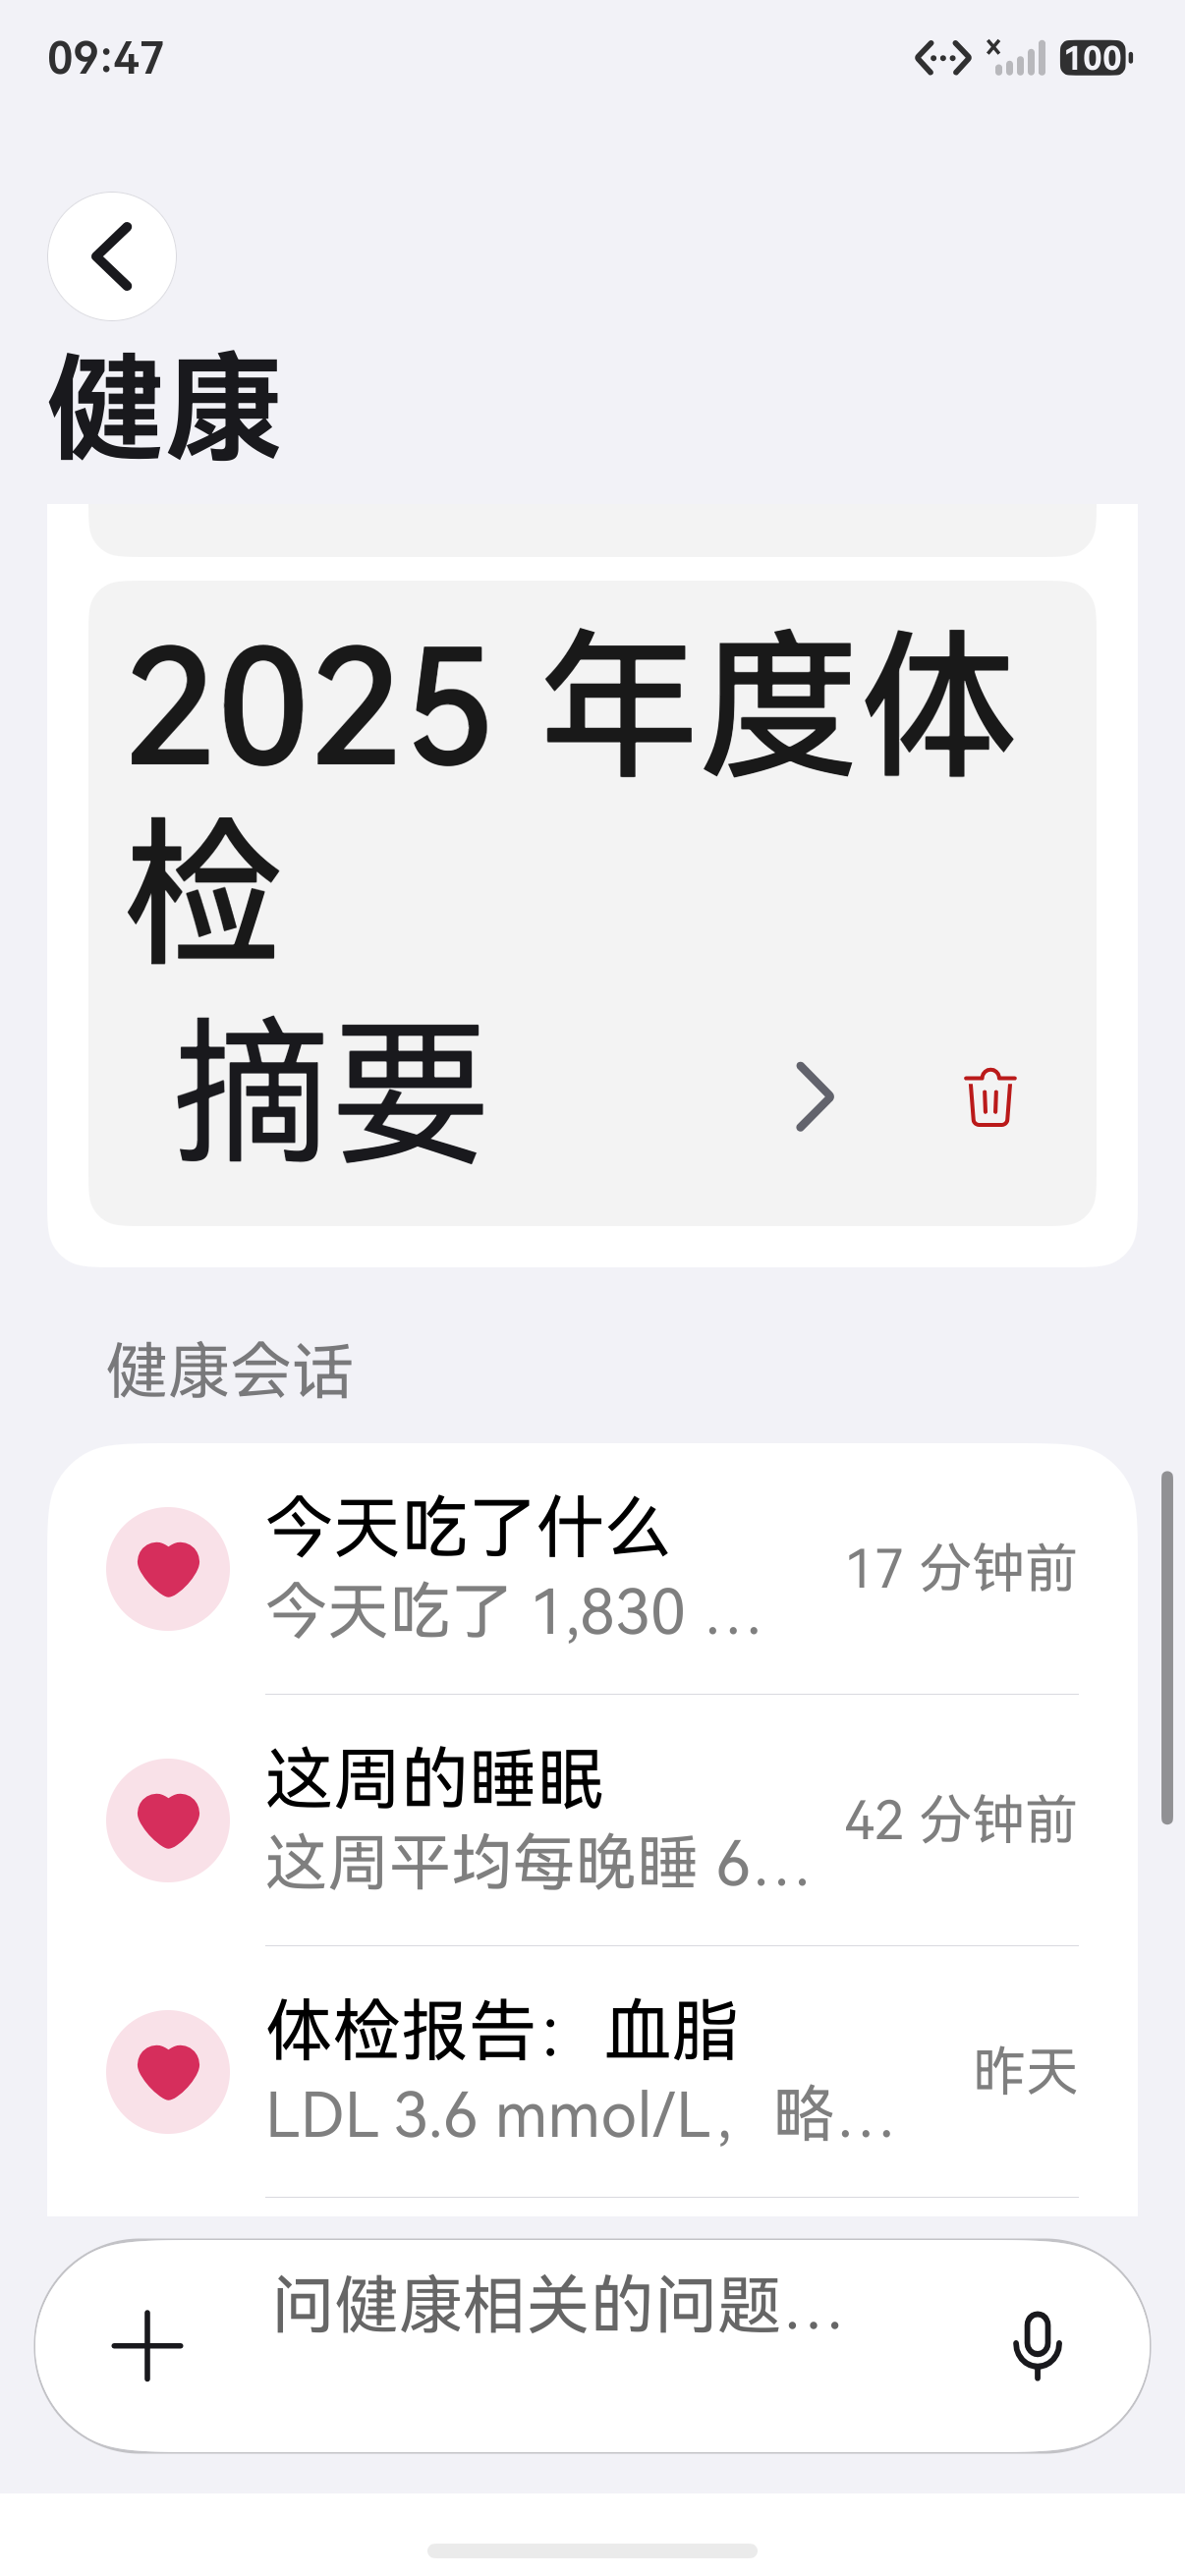 09:47
100
健康
2025 年度体
检
摘要
健康会话
今天吃了什么
今天吃了 1,830 …
17 分钟前
这周的睡眠
这周平均每晚睡 6…
42 分钟前
体检报告：血脂
LDL 3.6 mmol/L，略…
昨天
问健康相关的问题…